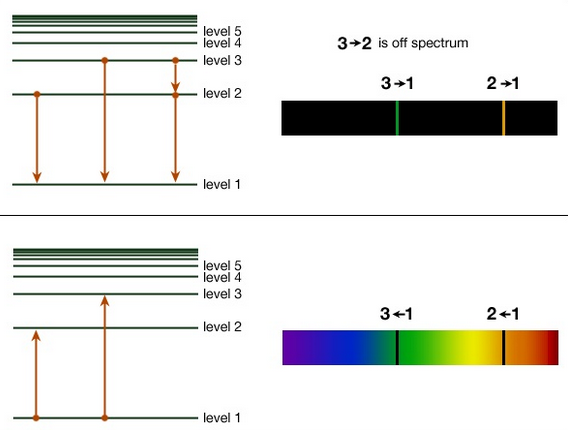 level 5
level 4
level 3
level 2
level 1
3→2 is off spectrum
3→1 2→1
level 5
level 4
level 3
level 2
level 1
3←1 2←1